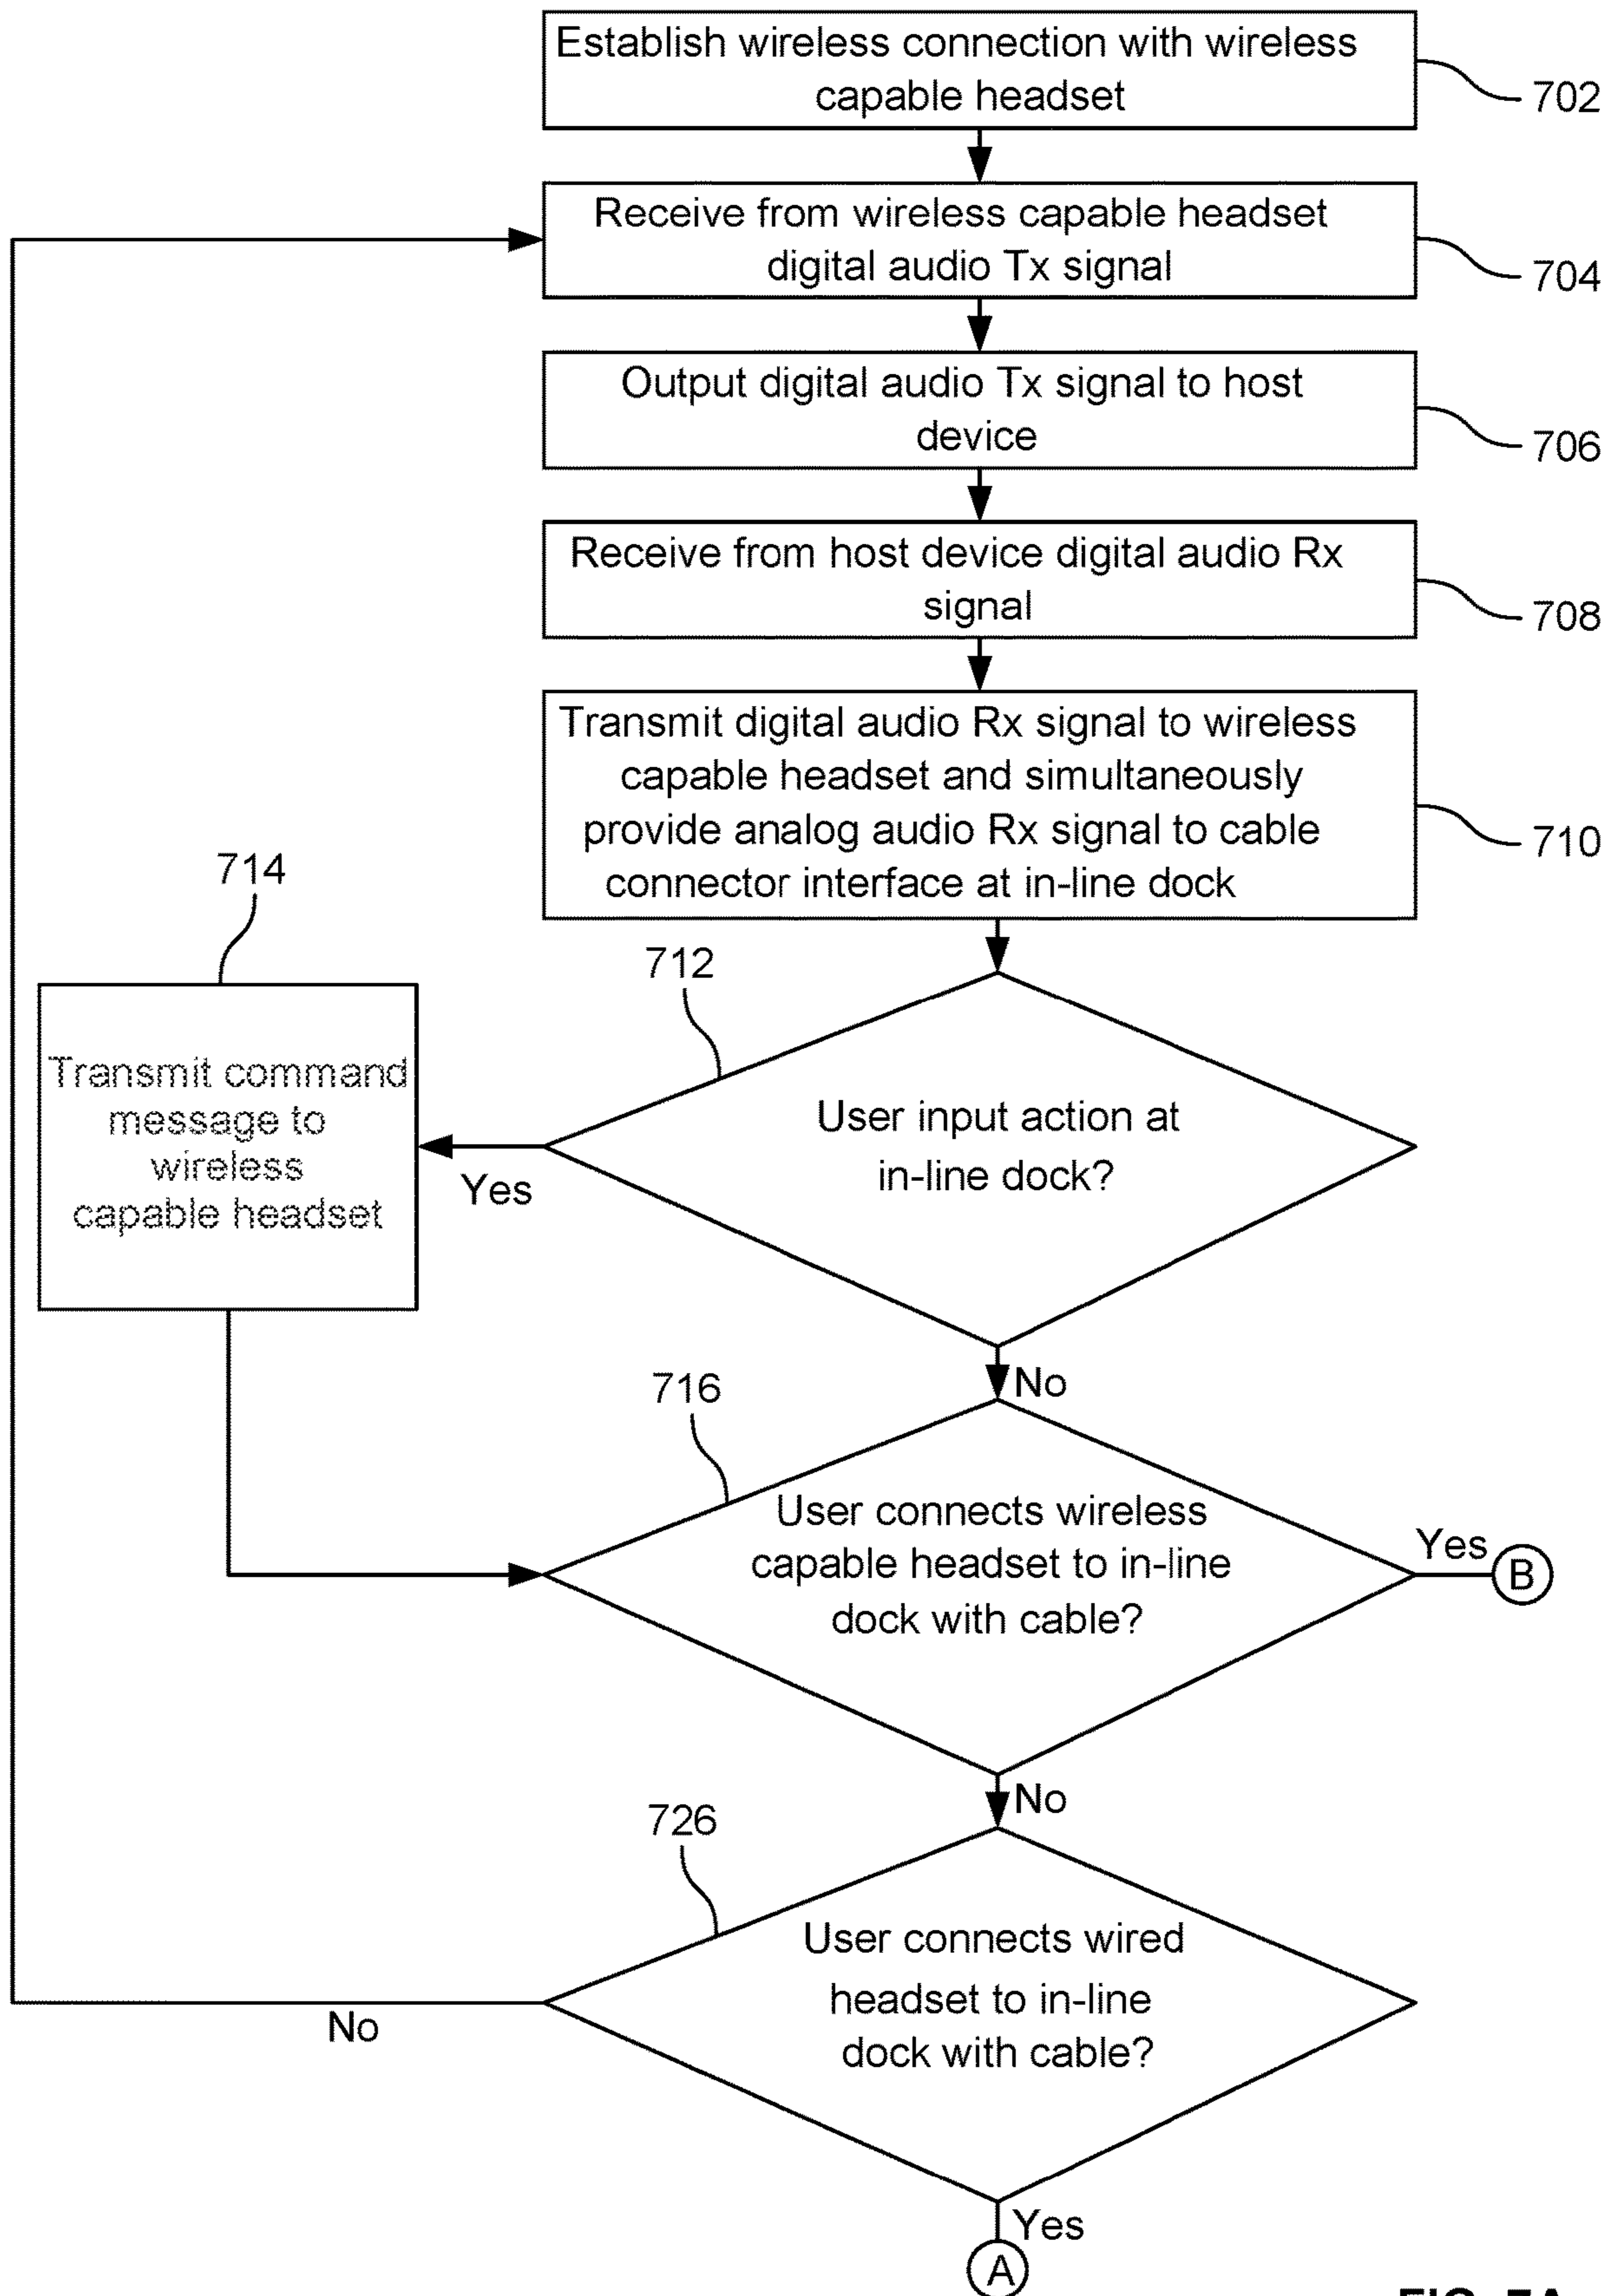 Establish wireless connection with wireless
capable headset
702
Receive from wireless capable headset
digital audio Tx signal
704
Output digital audio Tx signal to host
device
706
Receive from host device digital audio Rx
signal
708
Transmit digital audio Rx signal to wireless
capable headset and simultaneously
provide analog audio Rx signal to cable
connector interface at in-line dock
710
712
User input action at
in-line dock?
Yes
714
Transmit command
message to
wireless
capable headset
No
716
User connects wireless
capable headset to in-line
dock with cable?
Yes
B
No
726
User connects wired
headset to in-line
dock with cable?
No
Yes
A
FIG. 7A